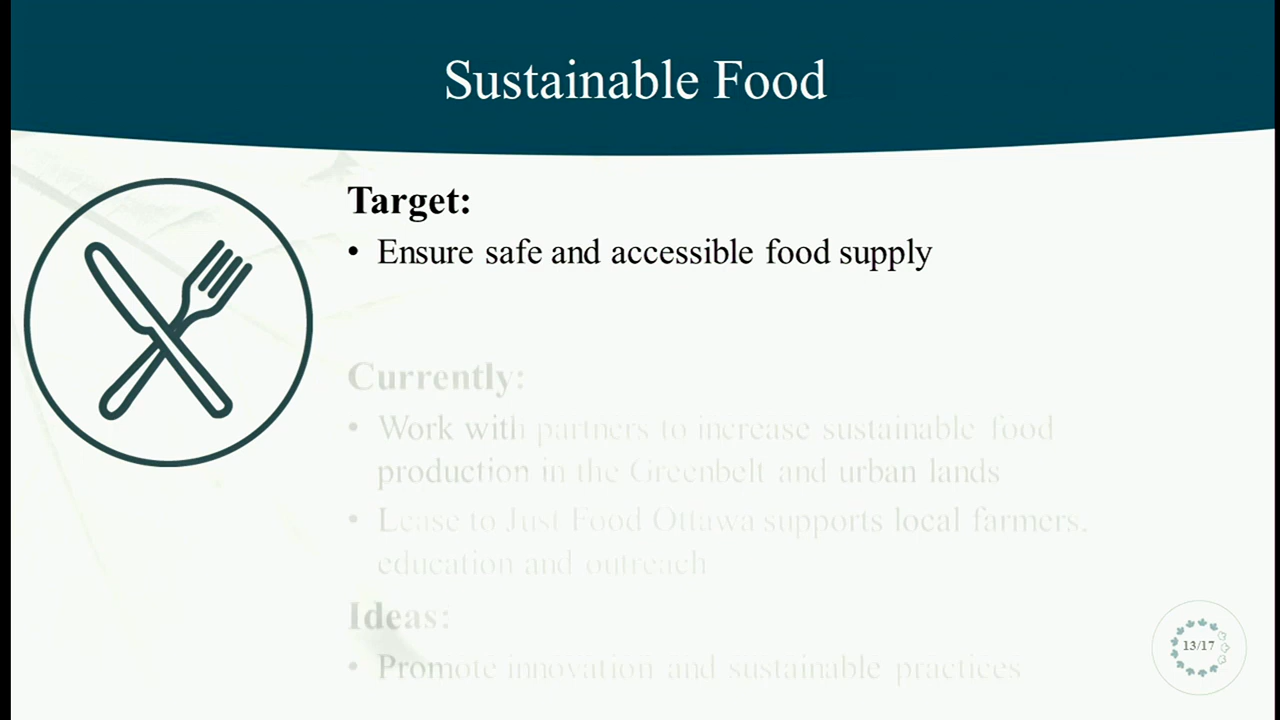 Sustainable Food
Target:
• Ensure safe and accessible food supply
Currently:
• Work with partners to increase sustainable food
production in the Greenbelt and urban lands
• Lease to Just Food Ottawa supports local farmers,
education and outreach
Ideas:
• Promote innovation and sustainable practices
13/17